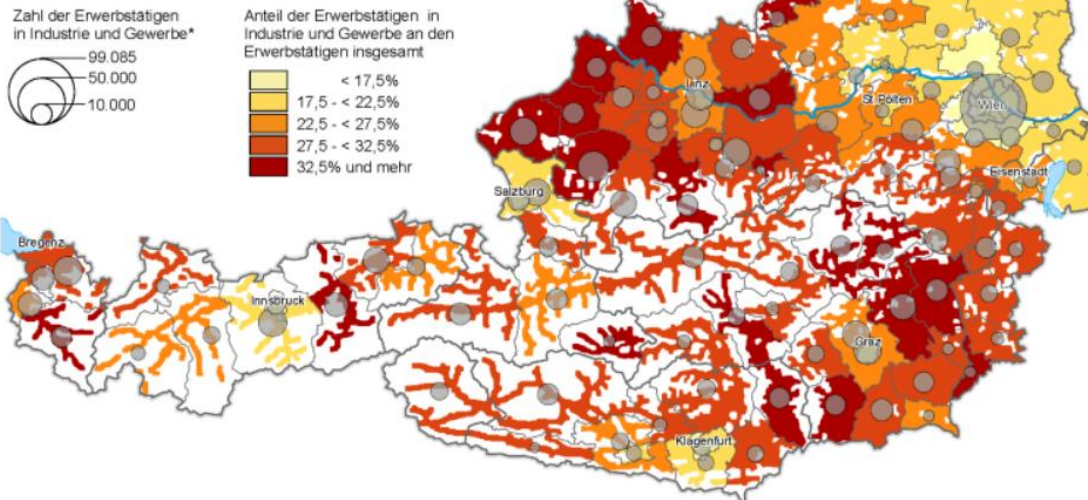 Zahl der Erwerbstätigen
in Industrie und Gewerbe*
99.085
50.000
10.000
Anteil der Erwerbstätigen in
Industrie und Gewerbe an den
Erwerbstätigen insgesamt
< 17,5%
17,5 - < 22,5%
22,5 - < 27,5%
27,5 - < 32,5%
32,5% und mehr
Linz
St.Pölten
Wien
Eisenstadt
Salzburg
Bregenz
Innsbruck
Graz
Klagenfurt